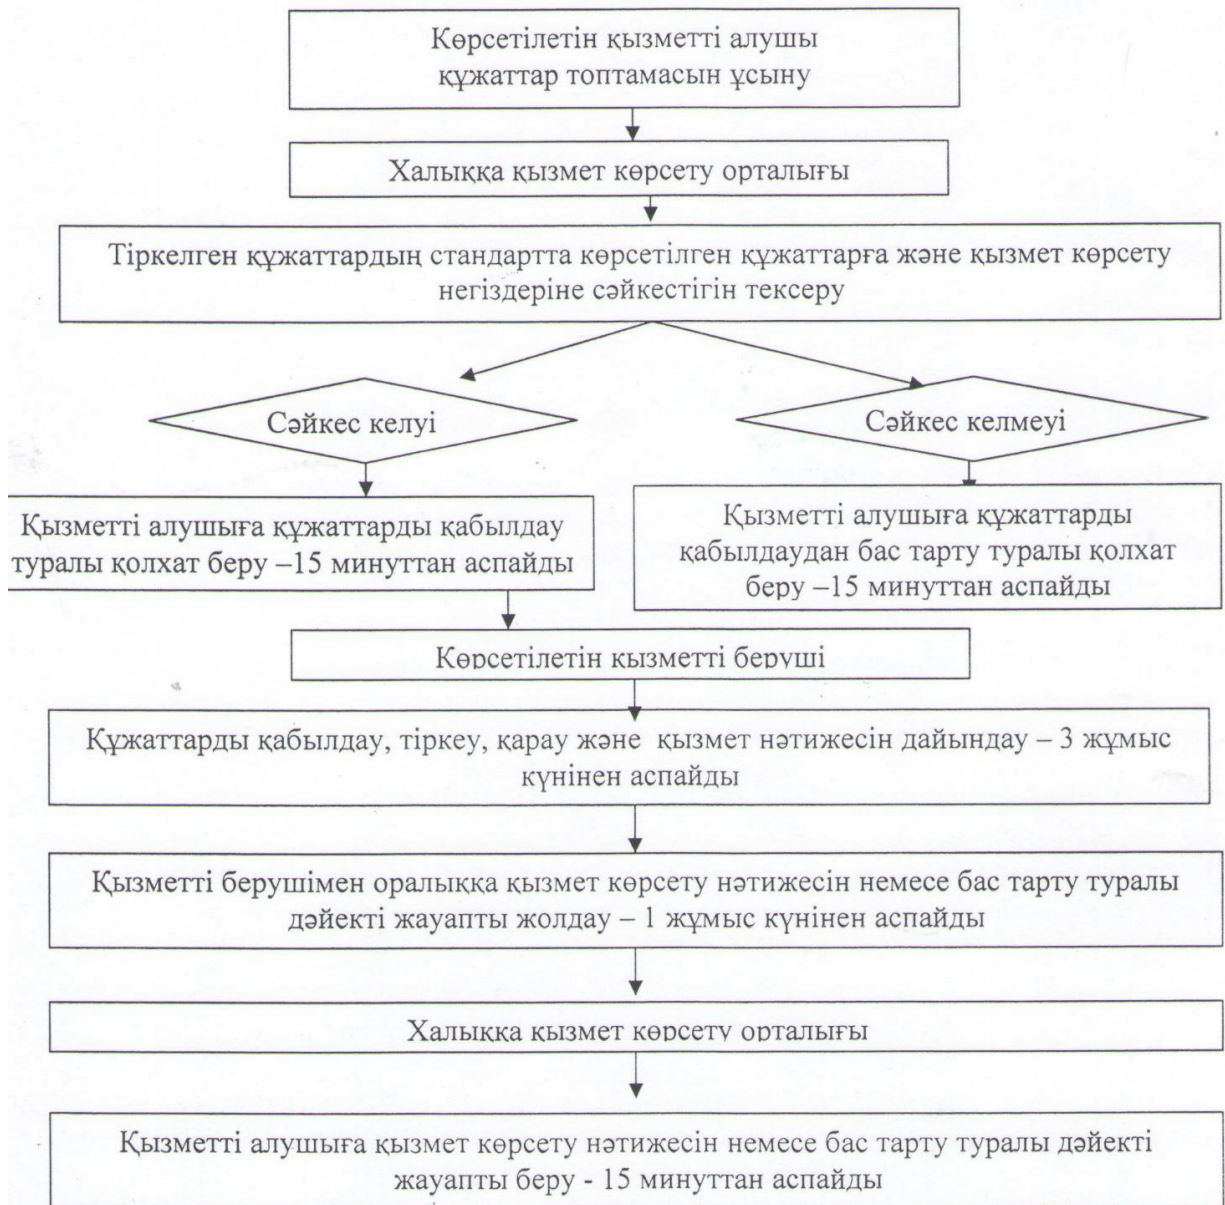 Көрсетілетін қызметті алушы
құжаттар топтамасын ұсыну
Халыққа қызмет көрсету орталығы
Тіркелген құжаттардың стандартта көрсетілген құжаттарға және қызмет көрсету
негіздеріне сәйкестігін тексеру
Сәйкес келуі
Сәйкес келмеуі
Қызметті алушыға құжаттарды қабылдау
туралы қолхат беру –15 минуттан аспайды
Қызметті алушыға құжаттарды
қабылдаудан бас тарту туралы қолхат
беру –15 минуттан аспайды
Көрсетілетін қызметті беруші
Құжаттарды қабылдау, тіркеу, қарау және қызмет нәтижесін дайындау – 3 жұмыс
күнінен аспайды
Қызметті берушімен оралыққа қызмет көрсету нәтижесін немесе бас тарту туралы
дәйекті жауапты жолдау – 1 жұмыс күнінен аспайды
Халыққа қызмет көрсету орталығы
Қызметті алушыға қызмет көрсету нәтижесін немесе бас тарту туралы дәйекті
жауапты беру - 15 минуттан аспайды